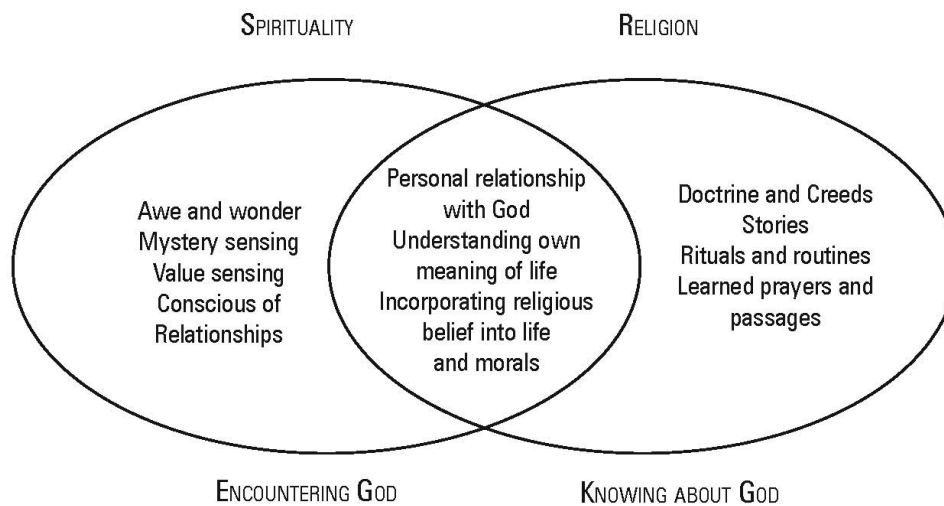 SPIRITUALITY
RELIGION
Awe and wonder
Mystery sensing
Value sensing
Conscious of
Relationships
Personal relationship
with God
Understanding own
meaning of life
Incorporating religious
belief into life
and morals
Doctrine and Creeds
Stories
Rituals and routines
Learned prayers and
passages
ENCOUNTERING GOD
KNOWING ABOUT GOD